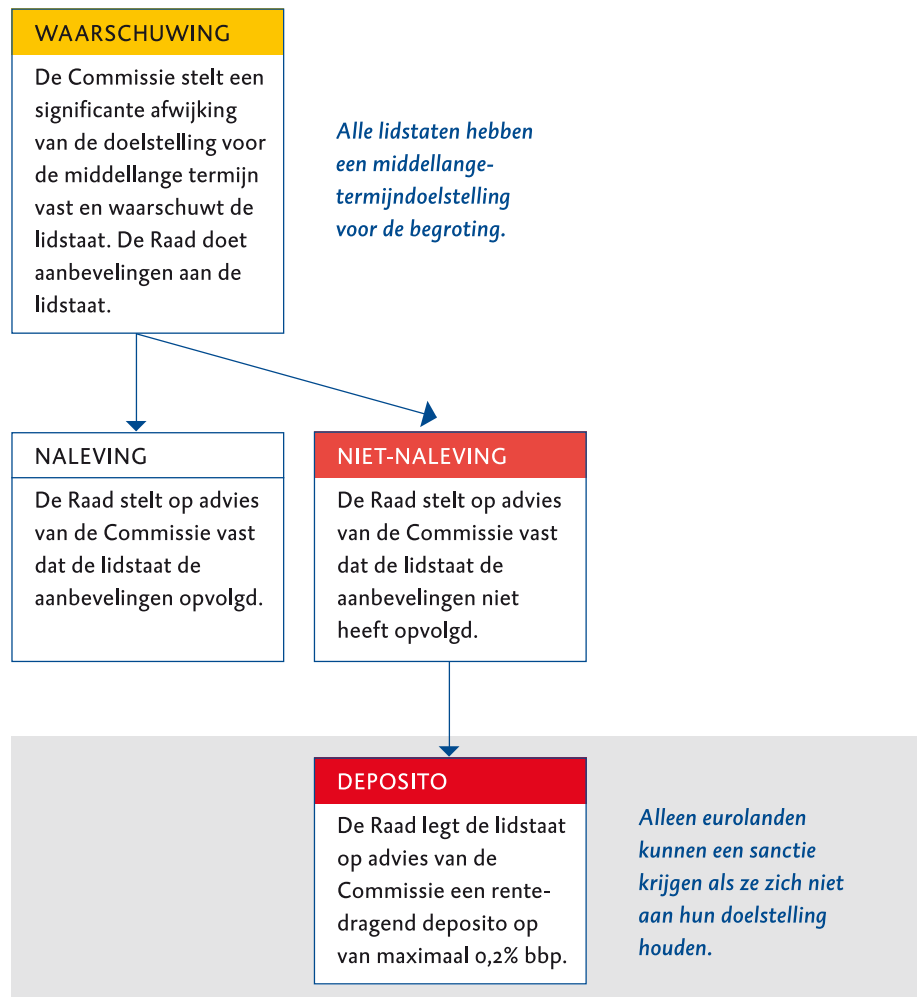 WAARSCHUWING
De Commissie stelt een
significante afwijking
van de doelstelling voor
de middellange termijn
vast en waarschuwt de
lidstaat. De Raad doet
aanbevelingen aan de
lidstaat.
Alle lidstaten hebben
een middellange-
termijndoelstelling
voor de begroting.
NALEVING
De Raad stelt op advies
van de Commissie vast
dat de lidstaat de
aanbevelingen opvolgd.
NIET-NALEVING
De Raad stelt op advies
van de Commissie vast
dat de lidstaat de
aanbevelingen niet
heeft opvolgd.
DEPOSITO
De Raad legt de lidstaat
op advies van de
Commissie een rente-
dragend deposito op
van maximaal 0,2% bbp.
Alleen eurolanden
kunnen een sanctie
krijgen als ze zich niet
aan hun doelstelling
houden.